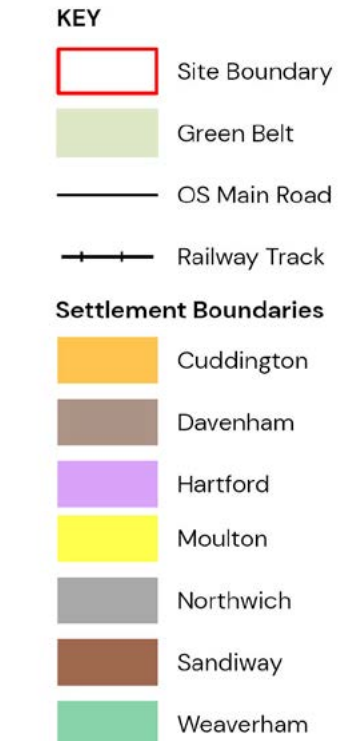 KEY
Site Boundary
Green Belt
OS Main Road
Railway Track
Settlement Boundaries
Cuddington
Davenham
Hartford
Moulton
Northwich
Sandiway
Weaverham